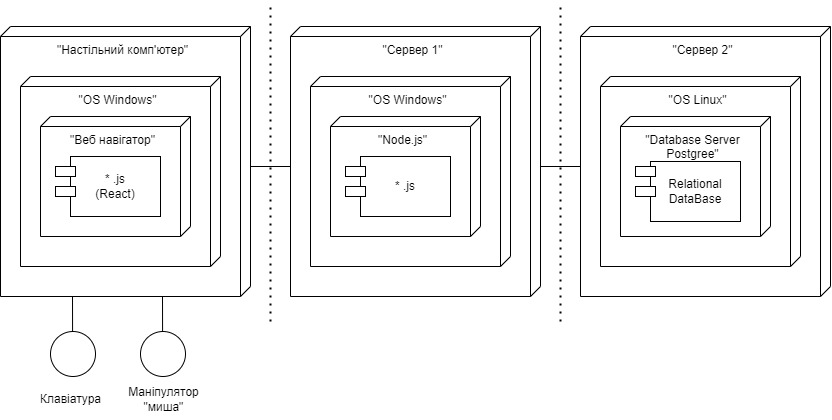 "Настільний комп'ютер"
"OS Windows"
"Веб навігатор"
* .js
(React)
"Сервер 1"
"OS Windows"
"Node.js"
* .js
"Сервер 2"
"OS Linux"
"Database Server
Postgree"
Relational
DataBase
Клавіатура
Маніпулятор
"миша"